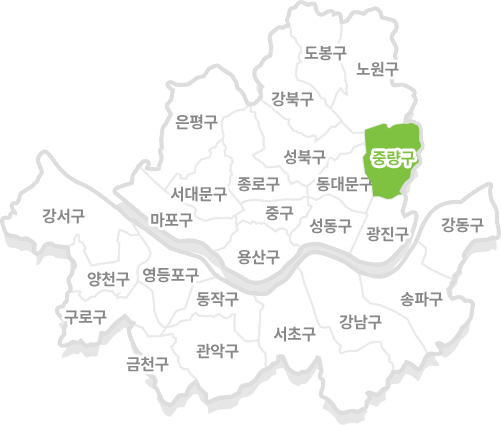 도봉구
노원구
강북구
은평구
중랑구
성북구
서대문구
종로구
동대문구
강서구
마포구
중구
성동구
광진구
강동구
용산구
양천구
영등포구
동작구
송파구
구로구
서초구
강남구
금천구
관악구